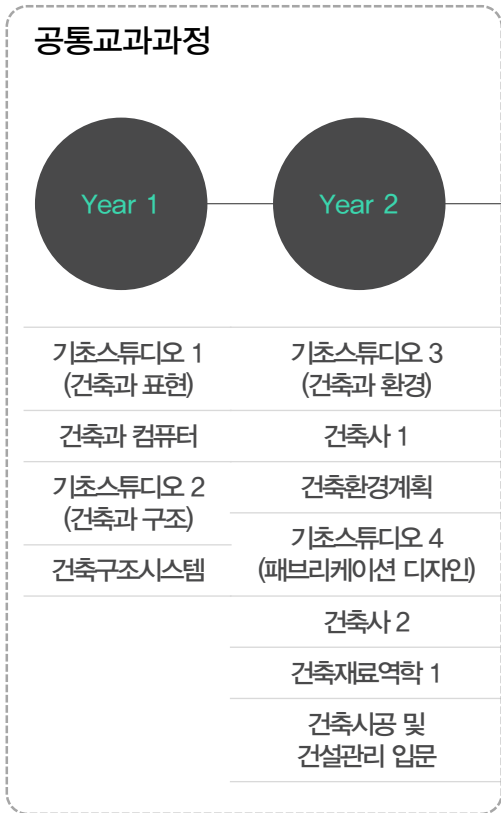 공통교과과정
Year 1
Year 2
기초스튜디오 1
(건축과 표현)
건축과 컴퓨터
기초스튜디오 2
(건축과 구조)
건축구조시스템
기초스튜디오 3
(건축과 환경)
건축사 1
건축환경계획
기초스튜디오 4
(패브리케이션 디자인)
건축사 2
건축재료역학 1
건축시공 및
건설관리 입문